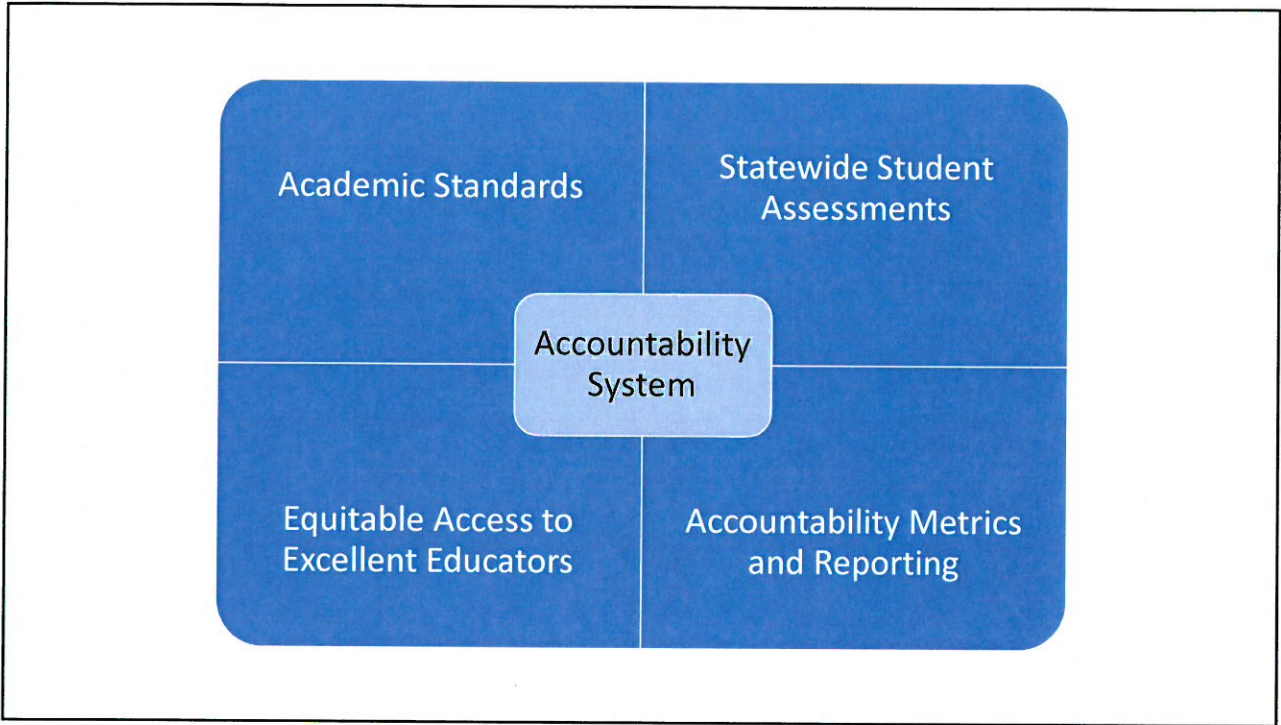 Academic Standards
Statewide Student
Assessments
Accountability
System
Equitable Access to
Excellent Educators
Accountability Metrics
and Reporting